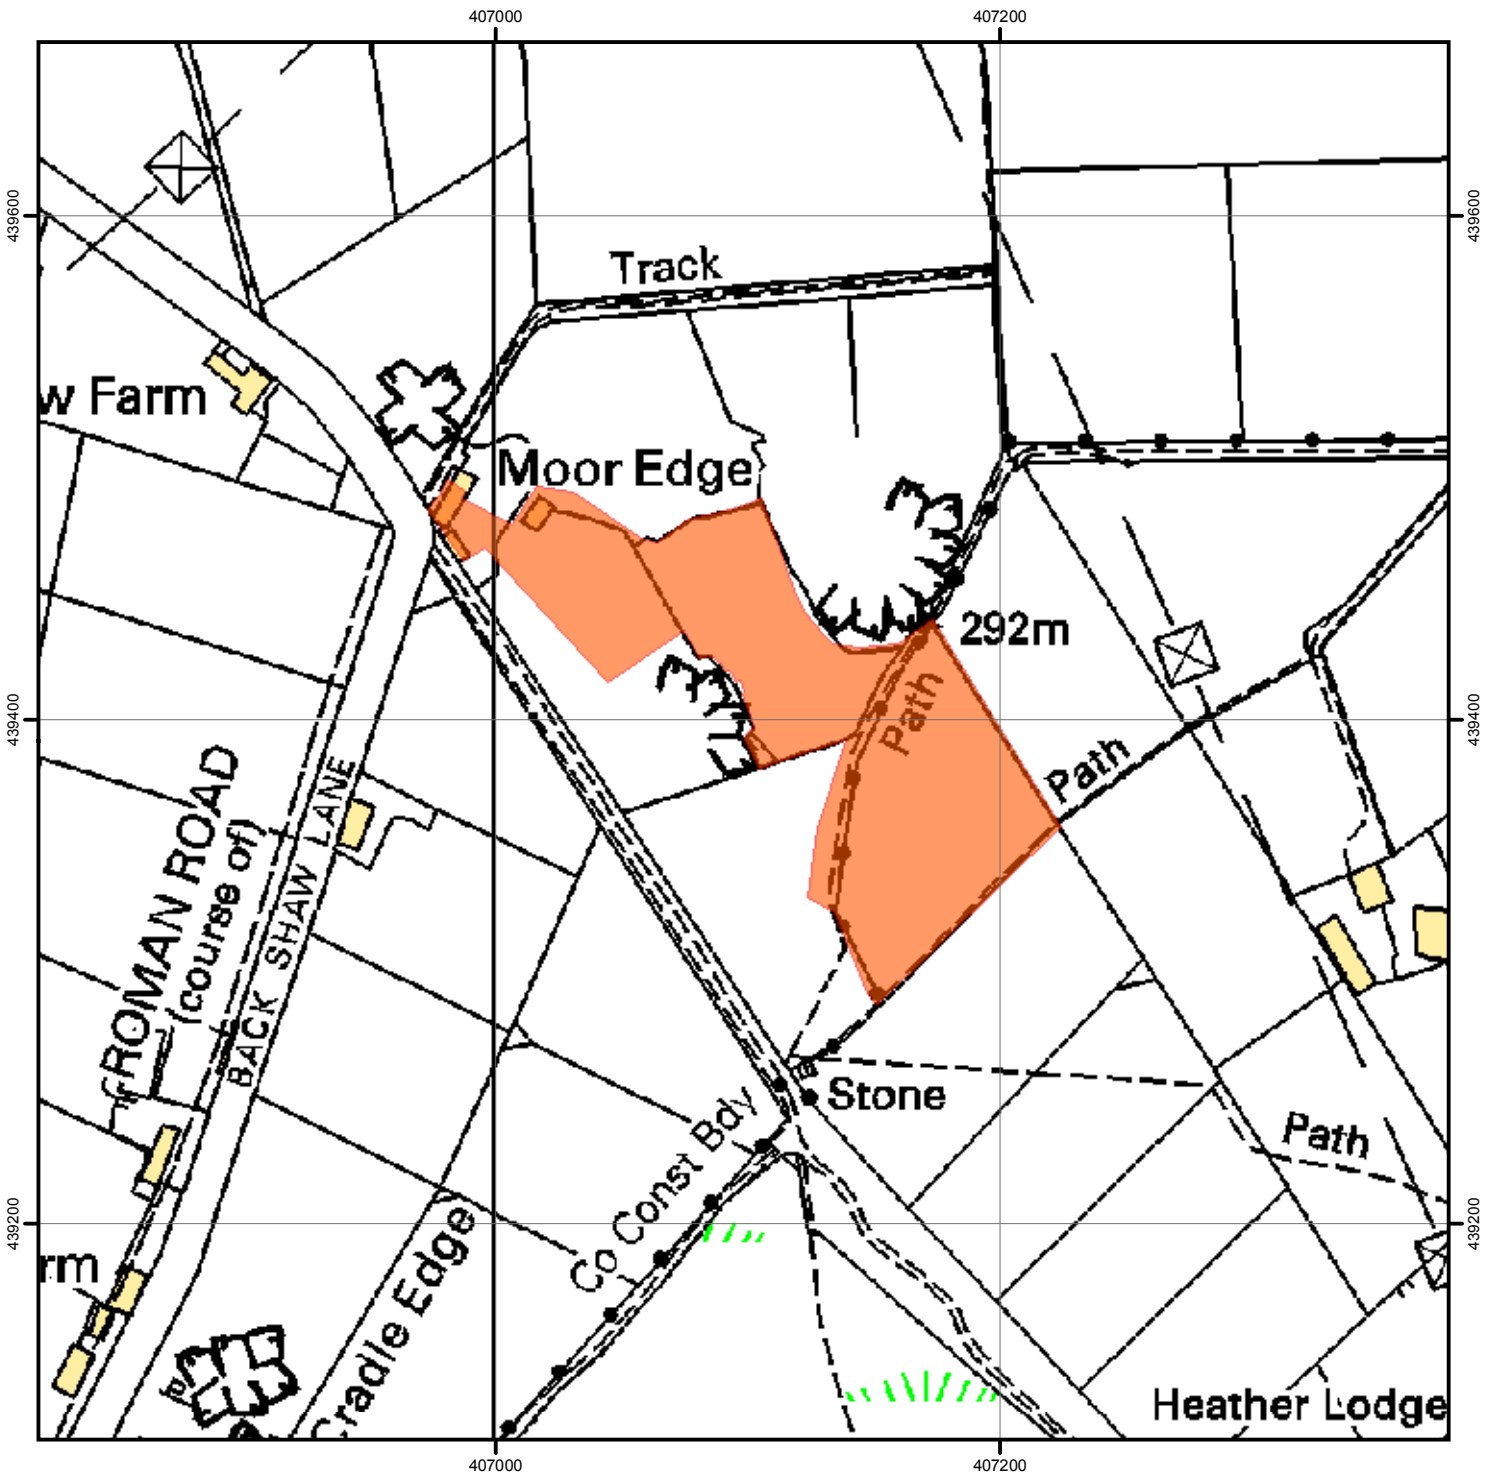 407000
407200
439600
439600
Track
w Farm
Moor Edge
292m
Path
439400
439400
Path
ROMAN ROAD
(course of)
BACK SHAW LANE
Stone
Co Const Bdy
Path
439200
439200
rm
Cradle Edge
Heather Lodge
407000
407200